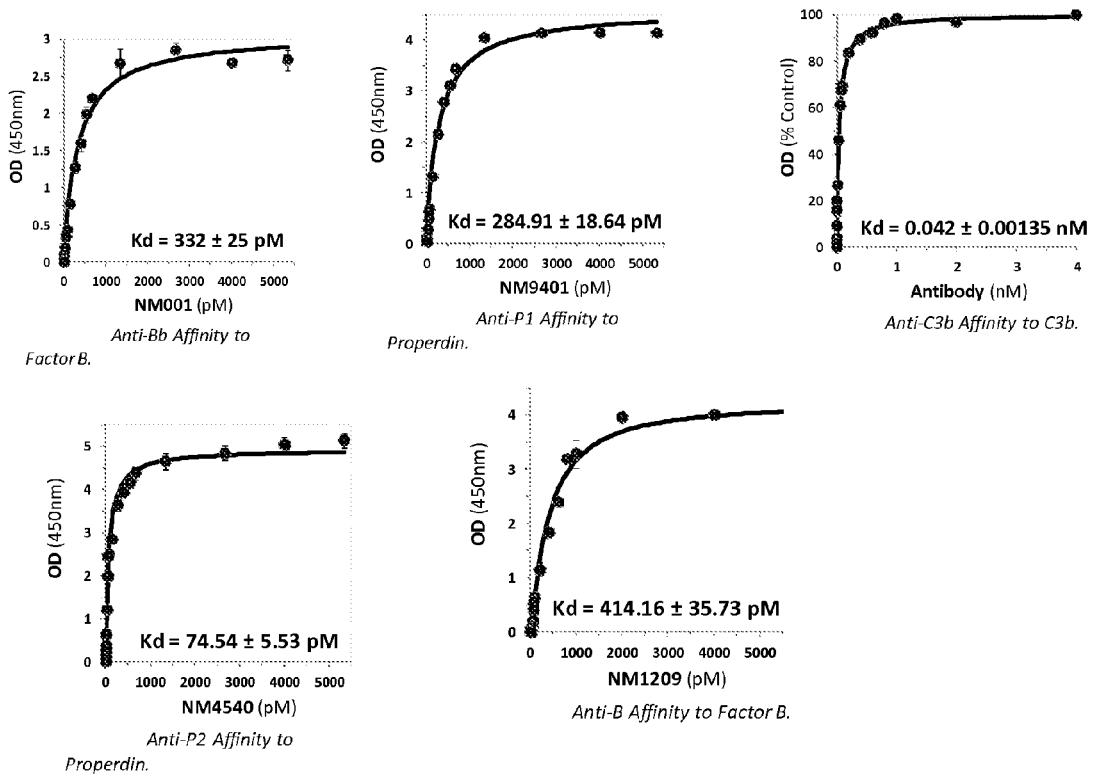 3
2.5
2
1.5
1
0.5
0
OD (450nm)
Kd = 332 ± 25 pM
0 1000 2000 3000 4000 5000
NM001 (pM)
Anti-Bb Affinity to
Factor B.
4
3
2
1
0
OD (450nm)
Kd = 284.91 ± 18.64 pM
0 1000 2000 3000 4000 5000
NM9401 (pM)
Anti-P1 Affinity to
Properdin.
100
80
60
40
20
0
OD (% Control)
Kd = 0.042 ± 0.00135 nM
0 1 2 3 4
Antibody (nM)
Anti-C3b Affinity to C3b.
5
4
3
2
1
0
OD (450nm)
Kd = 74.54 ± 5.53 pM
0 1000 2000 3000 4000 5000
NM4540 (pM)
Anti-P2 Affinity to
Properdin.
4
3
2
1
0
OD (450nm)
Kd = 414.16 ± 35.73 pM
0 1000 2000 3000 4000 5000
NM1209 (pM)
Anti-B Affinity to Factor B.